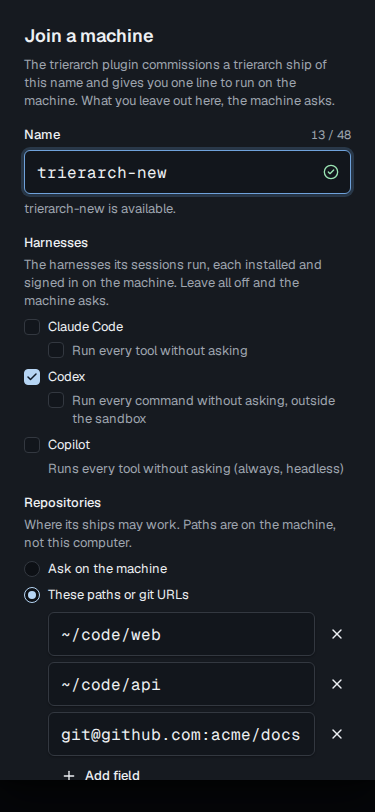 Join a machine
The trierarch plugin commissions a trierarch ship of
this name and gives you one line to run on the
machine. What you leave out here, the machine asks.
Name 13 / 48
trierarch-new
trierarch-new is available.
Harnesses
The harnesses its sessions run, each installed and
signed in on the machine. Leave all off and the
machine asks.
Claude Code
Run every tool without asking
Codex
Run every command without asking, outside
the sandbox
Copilot
Runs every tool without asking (always, headless)
Repositories
Where its ships may work. Paths are on the machine,
not this computer.
Ask on the machine
These paths or git URLs
~/code/web
~/code/api
git@github.com:acme/docs
Add field